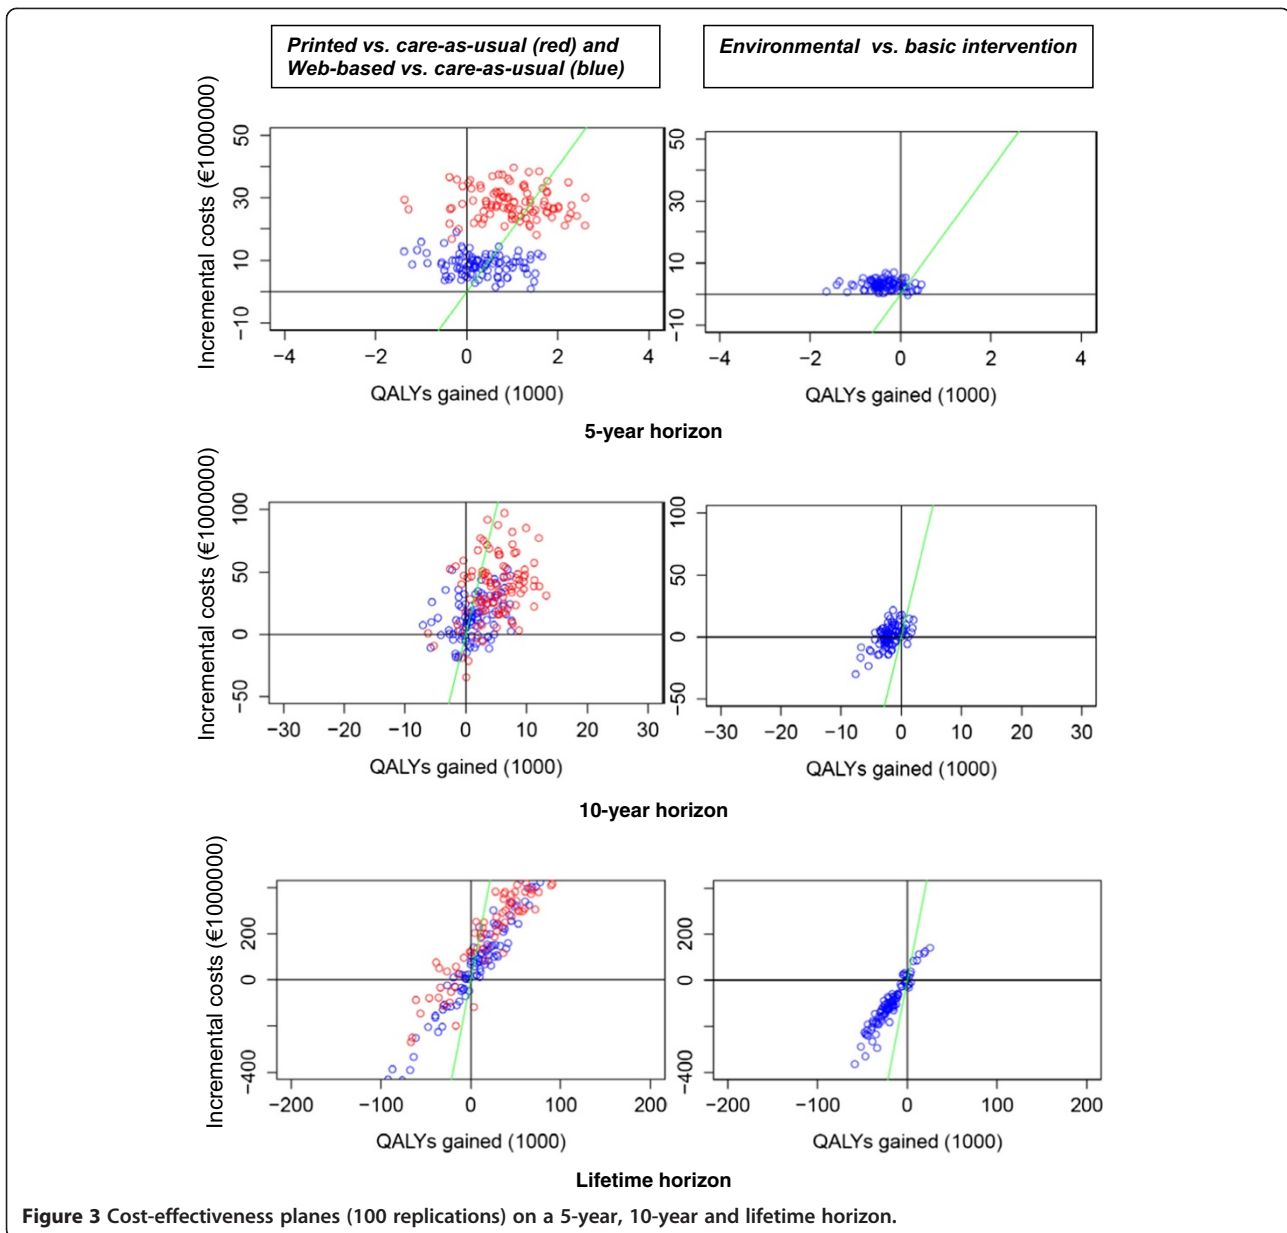 Printed vs. care-as-usual (red) and
Web-based vs. care-as-usual (blue)
Environmental vs. basic intervention
Incremental costs (€1000000)
50
30
10
−10
−4 −2 0 2 4
QALYs gained (1000)
50
30
10
−10
−4 −2 0 2 4
QALYs gained (1000)
5-year horizon
Incremental costs (€1000000)
100
50
0
−50
−30 −20 −10 0 10 20 30
QALYs gained (1000)
100
50
0
−50
−30 −20 −10 0 10 20 30
QALYs gained (1000)
10-year horizon
Incremental costs (€1000000)
200
0
−400
−200 −100 0 100 200
QALYs gained (1000)
200
0
−400
−200 −100 0 100 200
QALYs gained (1000)
Lifetime horizon
Figure 3 Cost-effectiveness planes (100 replications) on a 5-year, 10-year and lifetime horizon.